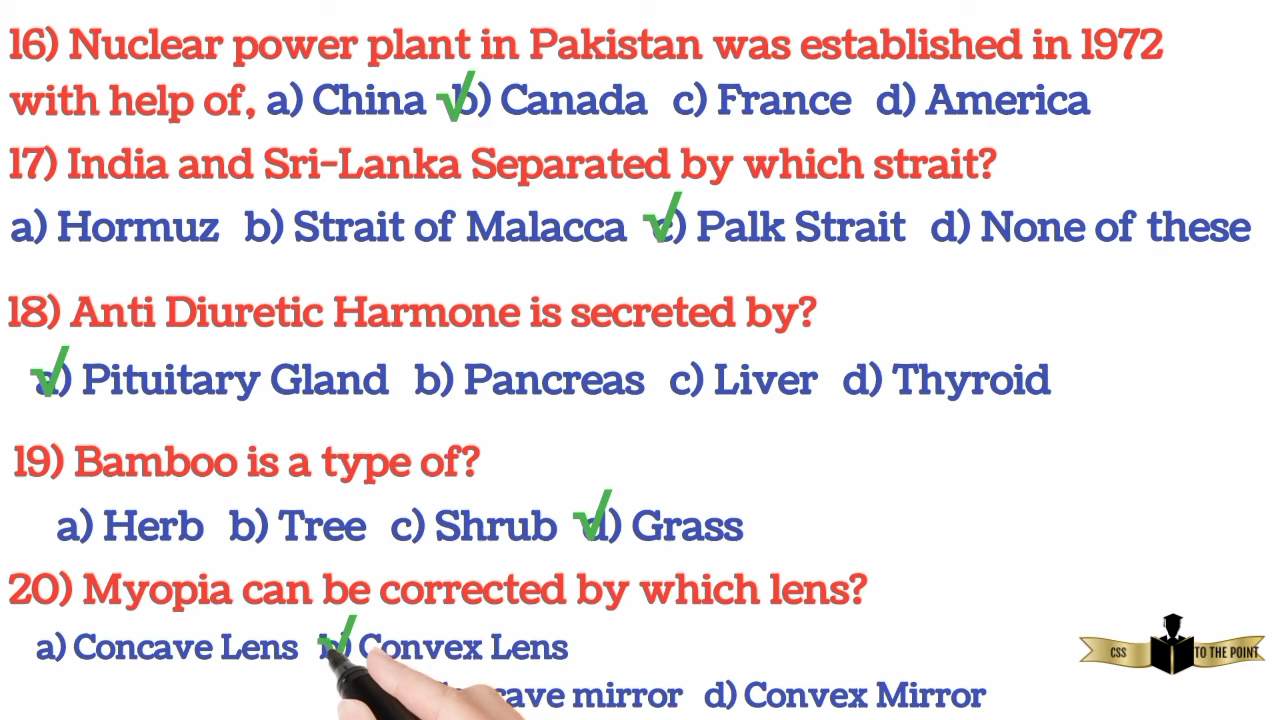 16) Nuclear power plant in Pakistan was established in 1972
with help of, a) China b) Canada c) France d) America
17) India and Sri-Lanka Separated by which strait?
a) Hormuz b) Strait of Malacca c) Palk Strait d) None of these
18) Anti Diuretic Harmone is secreted by?
a) Pituitary Gland b) Pancreas c) Liver d) Thyroid
19) Bamboo is a type of?
a) Herb b) Tree c) Shrub d) Grass
20) Myopia can be corrected by which lens?
a) Concave Lens b) Convex Lens
mirror d) Convex Mirror
CSS TO THE POINT